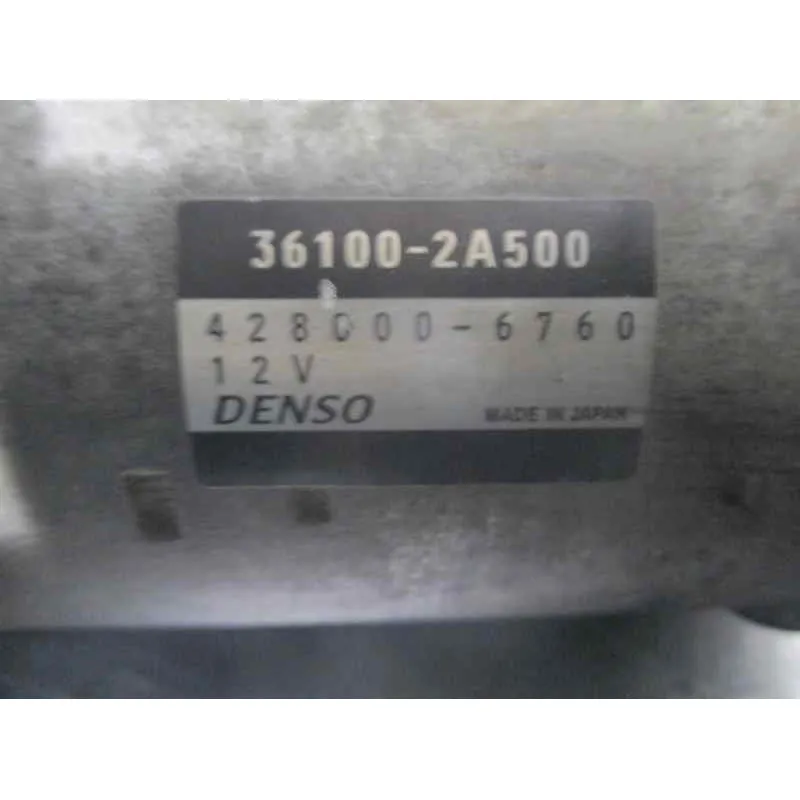 36100-2A500
428000-6760
12V
DENSO
MADE IN JAPAN